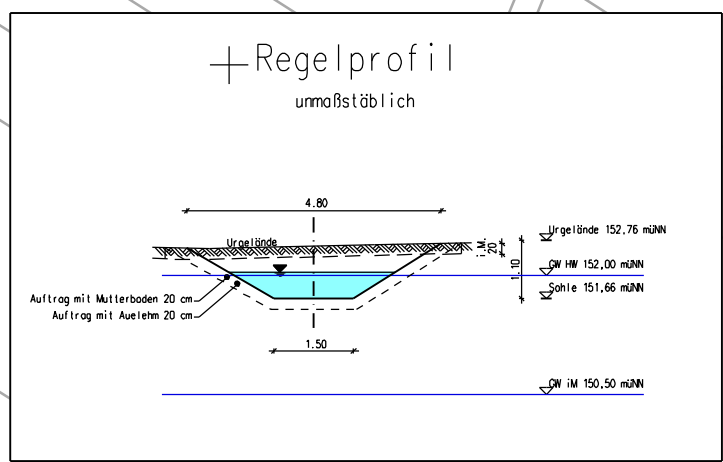 Regelprofil
unmaßstäblich
4.80
Urgelände
i.M.
20
1.10
Urgelände 152,76 müNN
GW HW 152,00 müNN
Sohle 151,66 müNN
Auftrag mit Mutterboden 20 cm
Auftrag mit Auelehm 20 cm
1.50
GW iM 150,50 müNN